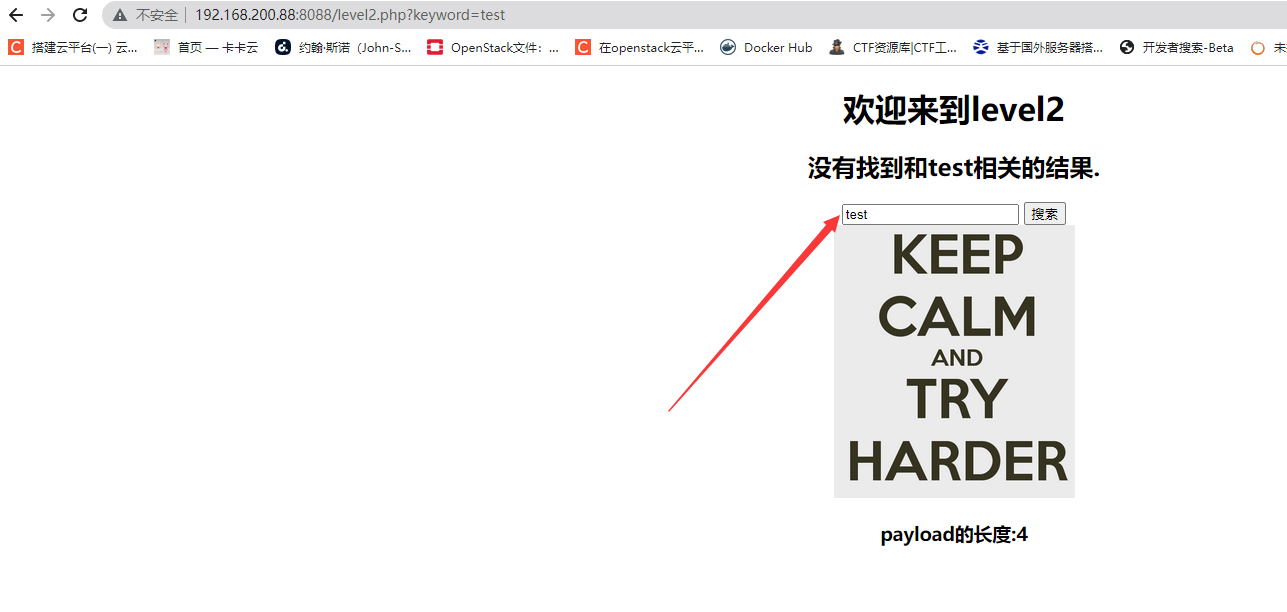 不安全 192.168.200.88:8088/level2.php?keyword=test
搭建云平台(一) 云... 首页 — 卡卡云 约翰·斯诺（John-S... OpenStack文件：... 在openstack云平... Docker Hub CTF资源库|CTF工... 基于国外服务器搭... 开发者搜索-Beta 未
欢迎来到level2
没有找到和test相关的结果.
test 搜索
KEEP
CALM
AND
TRY
HARDER
payload的长度:4